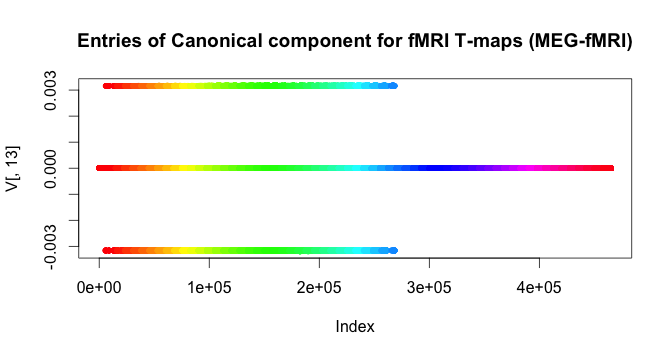 Entries of Canonical component for fMRI T-maps (MEG-fMRI)
V[, 13]
0.003
0.000
-0.003
0e+00 1e+05 2e+05 3e+05 4e+05
Index